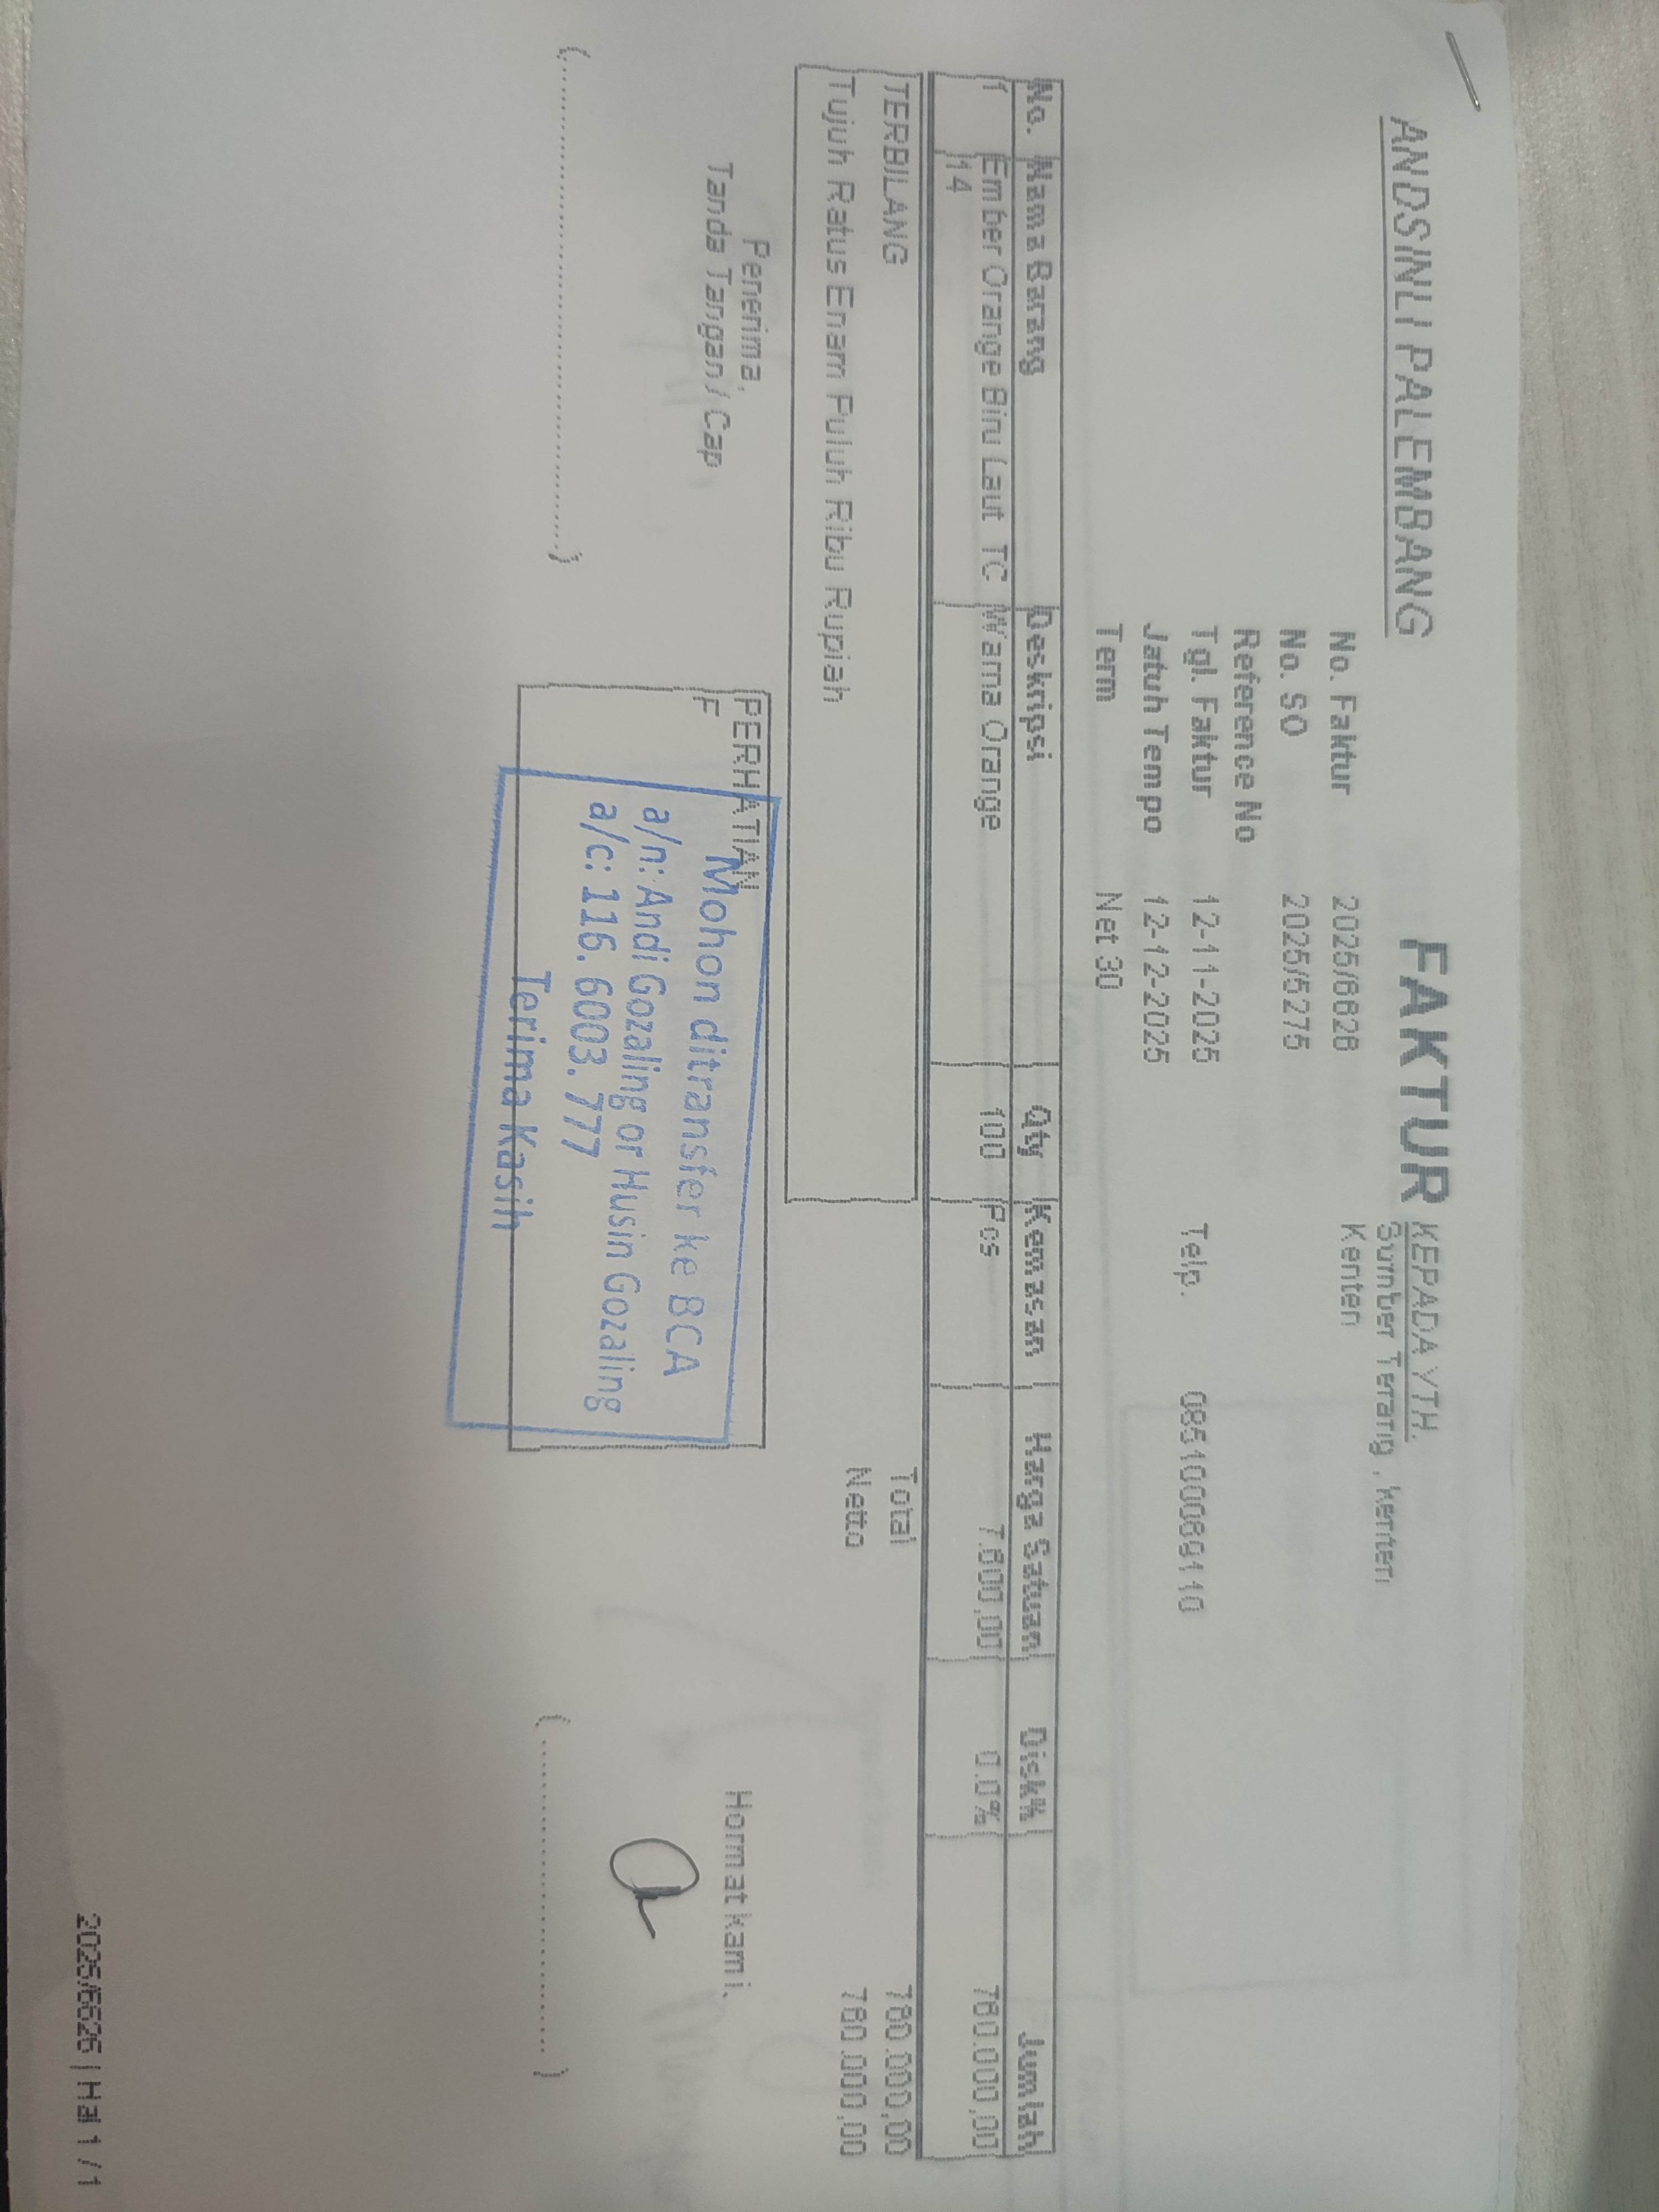 ANDSINLI PALEMBANG
FAKTUR
KEPADA YTH.
Sumber Terang , Kenten
Kenten
No. Faktur 2025/6626
No. SO 2025/5275
Reference No
Tgl. Faktur 12-11-2025
Telp.
Jatuh Tempo 12-12-2025
Term Net 30
No. Nama Barang Deskripsi Qty Kemasan Harga Satuan Disk% Jumlah
1 Ember Orange Biru Laut TC Warna Orange 100 Pcs 7.600,00 0.0% 760.000,00
14
TERBILANG
Tujuh Ratus Enam Puluh Ribu Rupiah
Total 760.000,00
Netto 760.000,00
Penerima,
Tanda Tangan / Cap
PERHATIAN
F
Mohon ditransfer ke BCA
a/n: Andi Gozaling or Husin Gozaling
a/c: 116. 6003. 777
Terima Kasih
Hormat kami,
2025/6626 | Hal 1 / 1